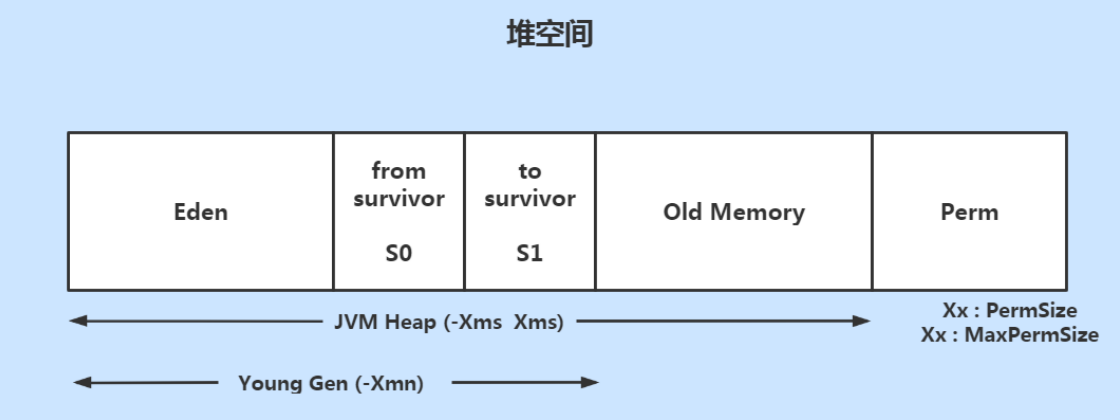 堆空间
Eden
from
survivor
S0
to
survivor
S1
Old Memory
Perm
JVM Heap (-Xms  Xms)
Xx : PermSize
Xx : MaxPermSize
Young Gen (-Xmn)